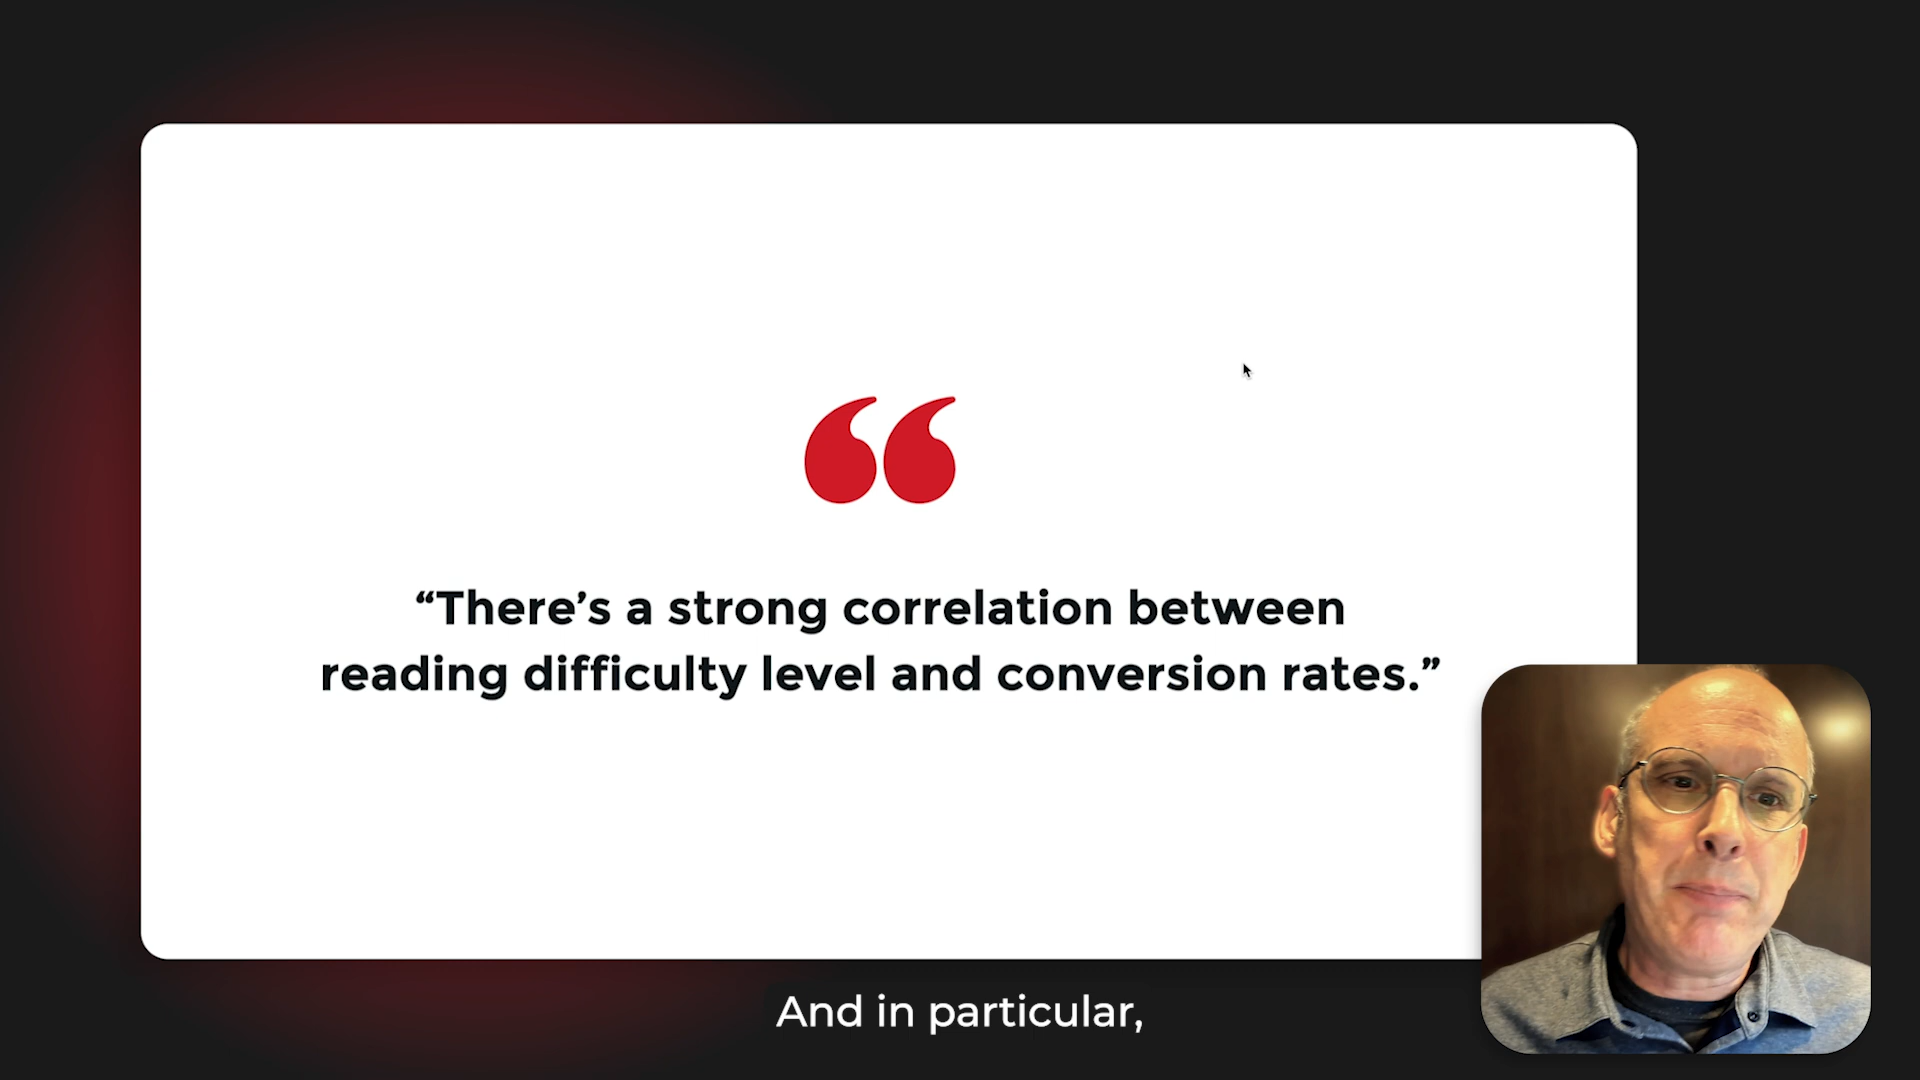 “There’s a strong correlation between
reading difficulty level and conversion rates.”
And in particular,